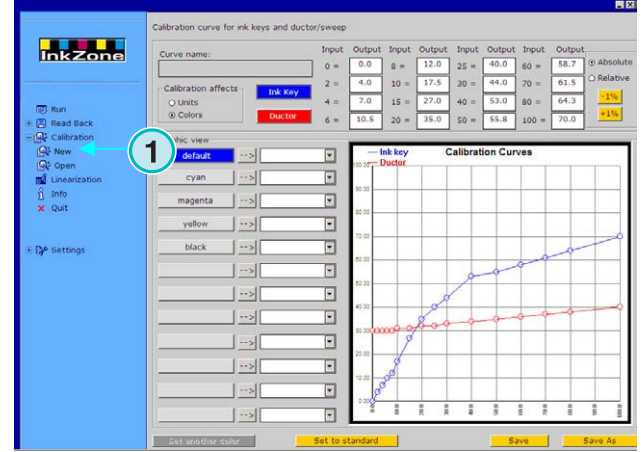 Calibration curve for ink keys and ductor/sweep
InkZone
Run
Read Back
Calibration
New
Open
Linearization
Info
Quit
Settings
1
Curve name:
Calibration affects
Units
Colors
Ink Key
Ductor
Input Output Input Output Input Output Input Output
0 = 0.0 8 = 12.0 25 = 40.0 60 = 58.7
2 = 4.0 10 = 17.5 30 = 44.0 70 = 61.5
4 = 7.0 15 = 27.0 40 = 53.0 80 = 64.3
6 = 10.5 20 = 35.0 50 = 55.8 100 = 70.0
Absolute
Relative
-1%
+1%
phic view
default -->
cyan -->
magenta -->
yellow -->
black -->
-->
-->
-->
-->
-->
-->
-->
Ink key
Ductor
Calibration Curves
Set another color
Set to standard
Save
Save As